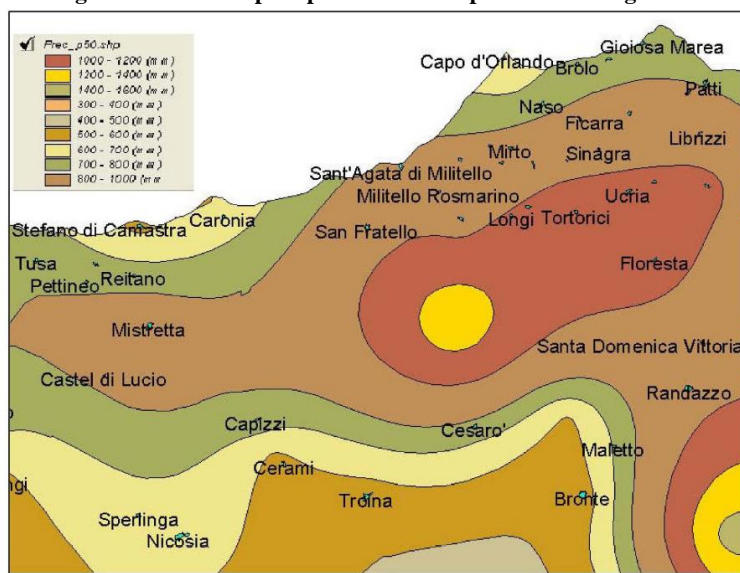 Prec_p50.shp
1000 - 1200 (mm)
1200 - 1400 (mm)
1400 - 1600 (mm)
300 - 400 (mm)
400 - 500 (mm)
500 - 600 (mm)
600 - 700 (mm)
700 - 800 (mm)
800 - 1000 (mm
Gioiosa Marea
Capo d'Orlando
Brolo
Patti
Naso
Ficarra
Librizzi
Mirto
Sinagra
Sant'Agata di Militello
Militello Rosmarino
Ucria
Caronia
Longi
Tortorici
Stefano di Camastra
San Fratello
Tusa
Reitano
Floresta
Pettineo
Mistretta
Santa Domenica Vittoria
Castel di Lucio
Randazzo
Capizzi
Cesaro'
Maletto
Cerami
Troina
Bronte
Sperlinga
Nicosia